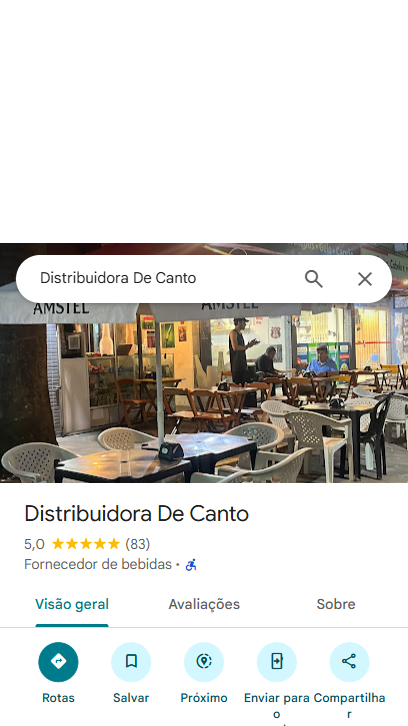 Distribuidora De Canto
AMSTEL
AMSTEL
Distribuidora De Canto
5,0 (83)
Fornecedor de bebidas ·
Visão geral
Avaliações
Sobre
Rotas
Salvar
Próximo
Enviar para
o
Compartilha
r